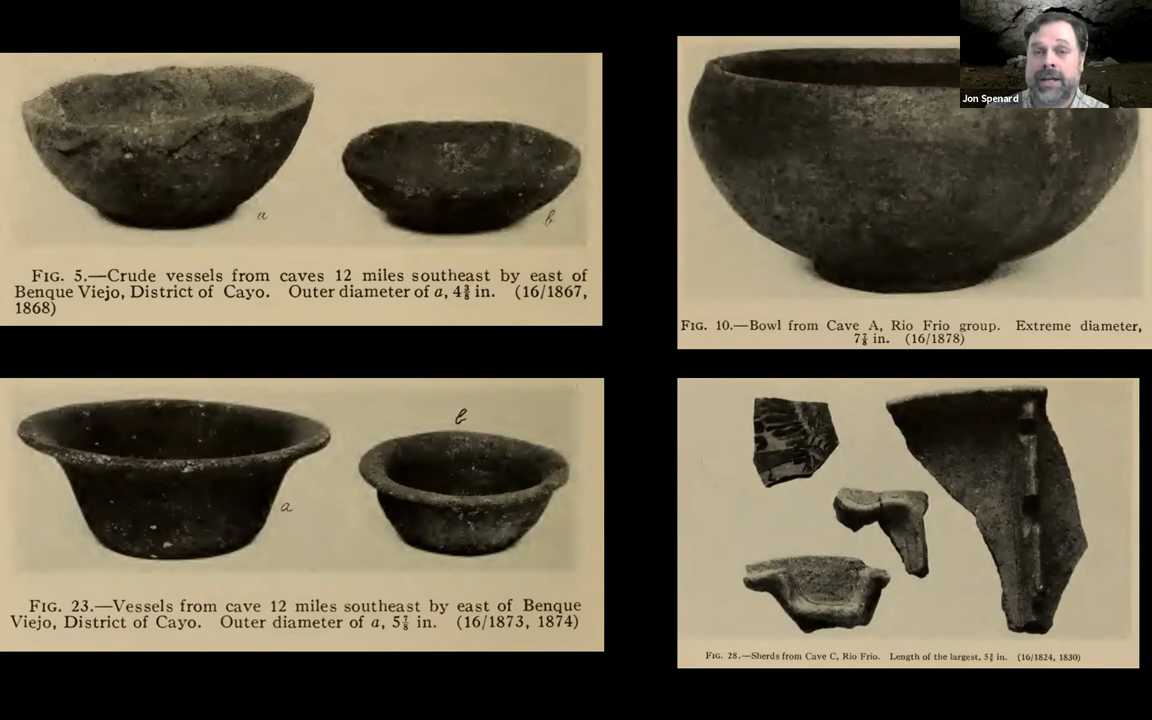 Jon Spenard
a
b
FIG. 5.—Crude vessels from caves 12 miles southeast by east of
Benque Viejo, District of Cayo. Outer diameter of a, 4⅜ in. (16/1867,
1868)
FIG. 10.—Bowl from Cave A, Rio Frio group. Extreme diameter,
7⅞ in. (16/1878)
b
a
FIG. 23.—Vessels from cave 12 miles southeast by east of Benque
Viejo, District of Cayo. Outer diameter of a, 5⅞ in. (16/1873, 1874)
FIG. 28.—Sherds from Cave C, Rio Frio. Length of the largest, in. (16/1824, 1830)